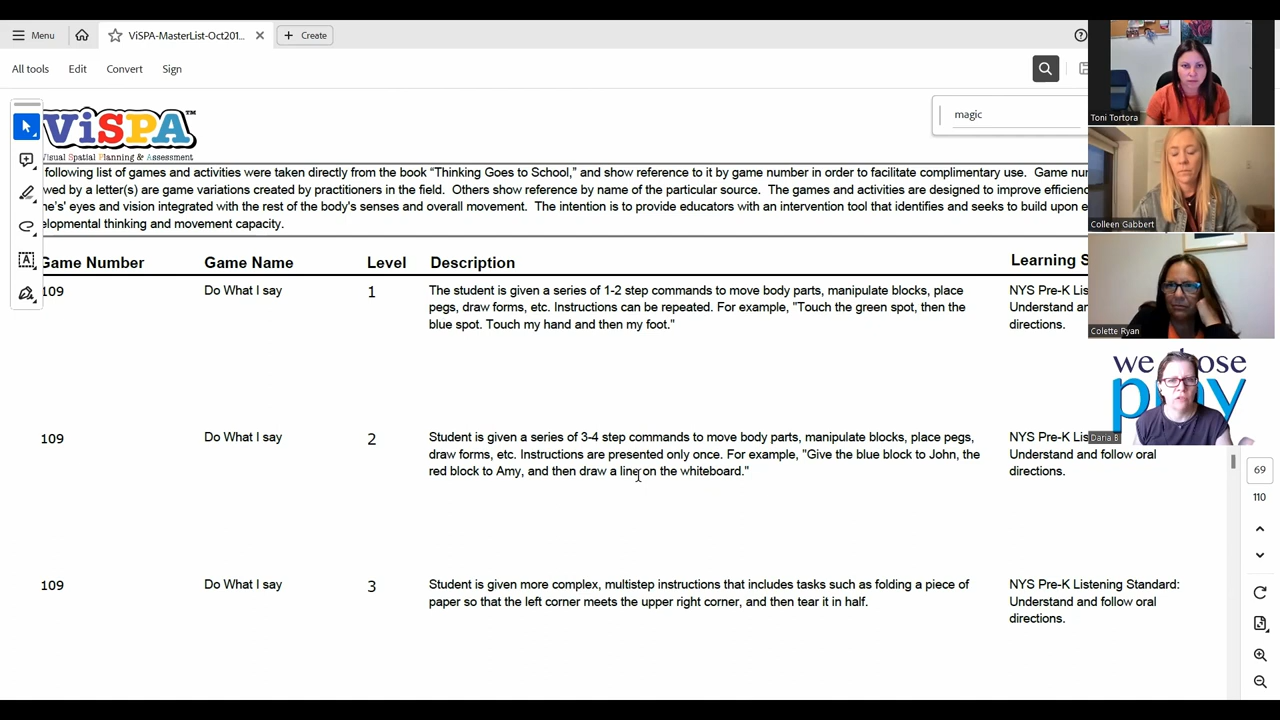 Menu
ViSPA-MasterList-Oct201...
Create
All tools
Edit
Convert
Sign
magic
ViSPA™
Visual Spatial Planning & Assessment
following list of games and activities were taken directly from the book “Thinking Goes to School,” and show reference to it by game number in order to facilitate complimentary use. Game
wed by a letter(s) are game variations created by practitioners in the field. Others show reference by name of the particular source. The games and activities are designed to improve
ne's' eyes and vision integrated with the rest of the body's senses and overall movement. The intention is to provide educators with an intervention tool that identifies and seeks to build upon
elopmental thinking and movement capacity.
Game Number Game Name Level Description Learning S
109 Do What I say 1 The student is given a series of 1-2 step commands to move body parts, manipulate blocks, place NYS Pre-K Lis
pegs, draw forms, etc. Instructions can be repeated. For example, "Touch the green spot, then the Understand ar
blue spot. Touch my hand and then my foot." directions.
109 Do What I say 2 Student is given a series of 3-4 step commands to move body parts, manipulate blocks, place pegs, NYS Pre-K Lis
draw forms, etc. Instructions are presented only once. For example, "Give the blue block to John, the Understand and follow oral
red block to Amy, and then draw a line on the whiteboard." directions.
109 Do What I say 3 Student is given more complex, multistep instructions that includes tasks such as folding a piece of NYS Pre-K Listening Standard:
paper so that the left corner meets the upper right corner, and then tear it in half. Understand and follow oral
directions.
Toni Tortora
Colleen Gabbert
Colette Ryan
Daria B
69
110